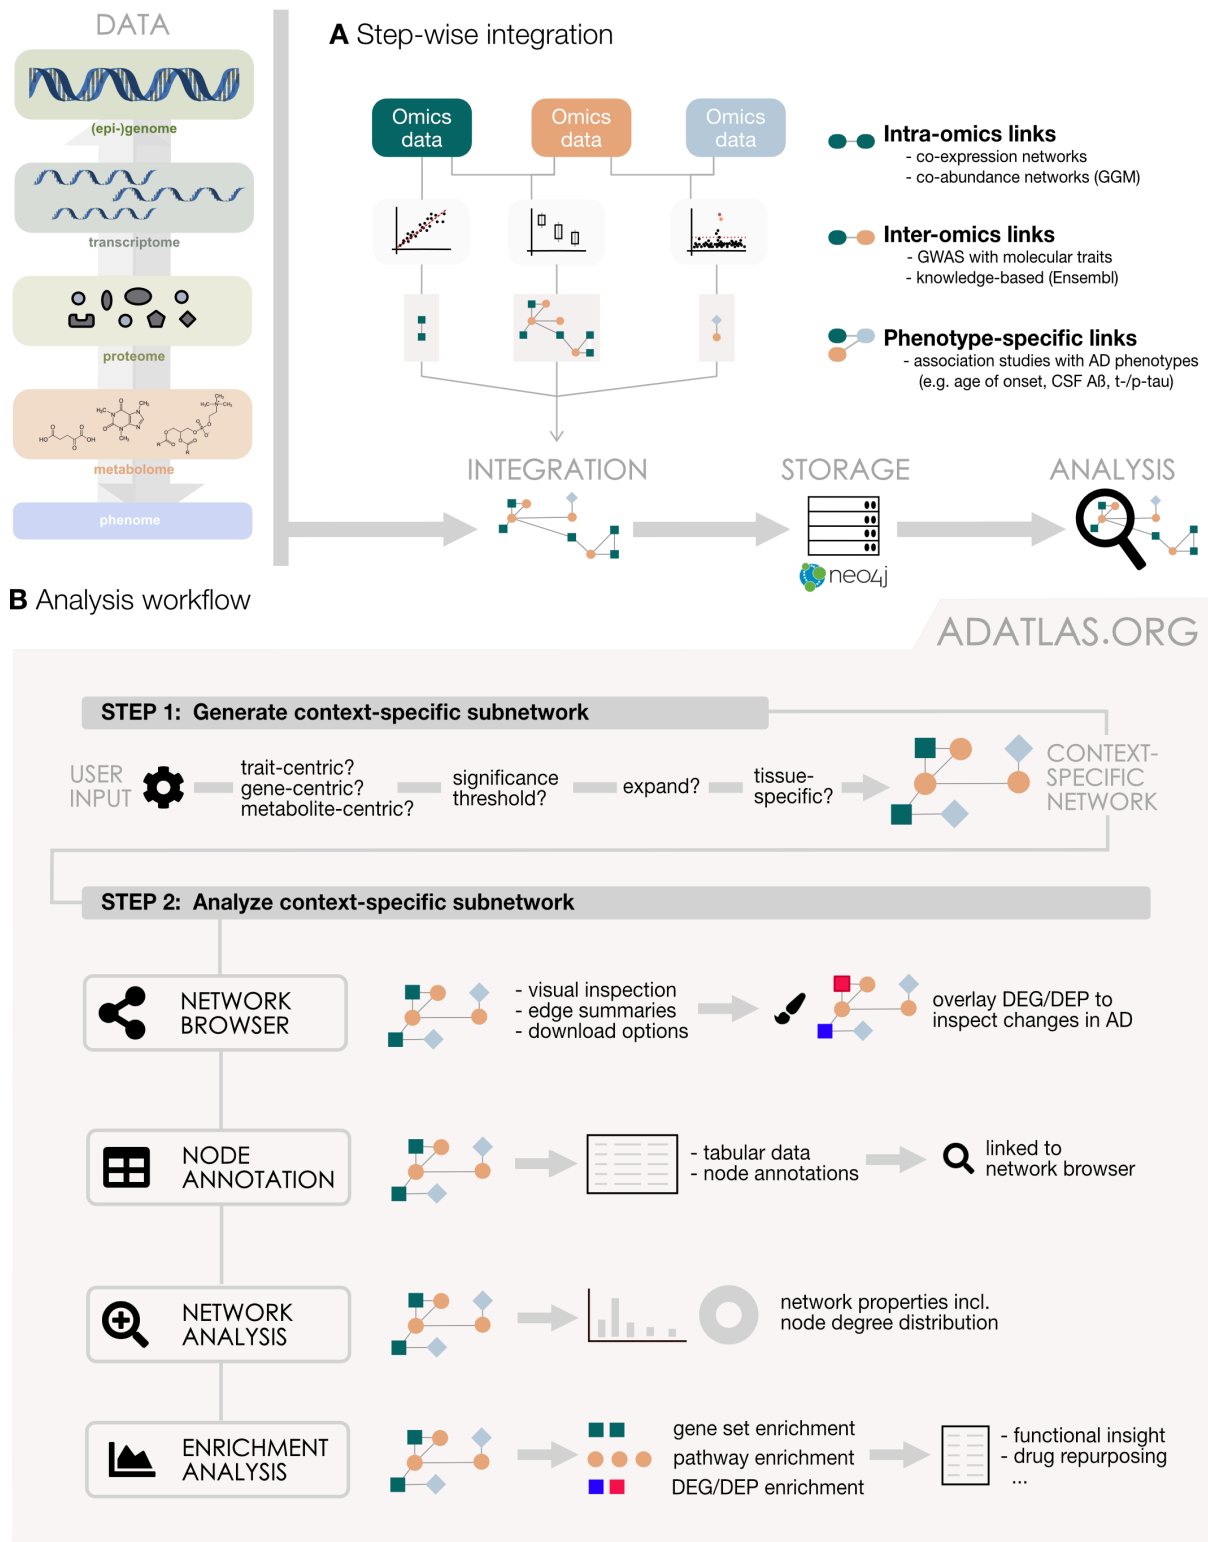 DATA
(epi-)genome
transcriptome
proteome
metabolome
phenome
A Step-wise integration
Omics data
Omics data
Omics data
Intra-omics links
- co-expression networks
- co-abundance networks (GGM)
Inter-omics links
- GWAS with molecular traits
- knowledge-based (Ensembl)
Phenotype-specific links
- association studies with AD phenotypes
(e.g. age of onset, CSF Aß, t-/p-tau)
INTEGRATION
STORAGE
ANALYSIS
neo4j
B Analysis workflow
ADATLAS.ORG
STEP 1: Generate context-specific subnetwork
USER
INPUT
trait-centric?
gene-centric?
metabolite-centric?
significance
threshold?
expand?
tissue-
specific?
CONTEXT-
SPECIFIC
NETWORK
STEP 2: Analyze context-specific subnetwork
NETWORK
BROWSER
- visual inspection
- edge summaries
- download options
overlay DEG/DEP to
inspect changes in AD
NODE
ANNOTATION
- tabular data
- node annotations
linked to
network browser
NETWORK
ANALYSIS
network properties incl.
node degree distribution
ENRICHMENT
ANALYSIS
gene set enrichment
pathway enrichment
DEG/DEP enrichment
- functional insight
- drug repurposing
...